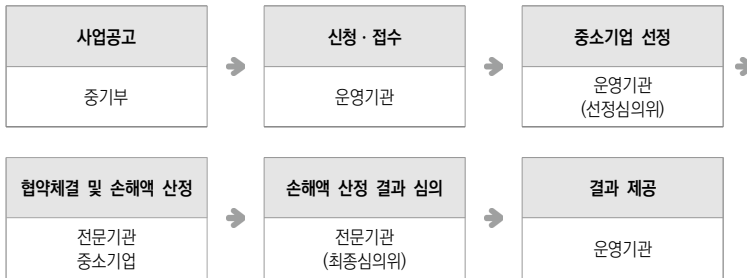 사업공고
신청 · 접수
중소기업 선정
중기부
운영기관
운영기관
(선정심의위)
협약체결 및 손해액 산정
손해액 산정 결과 심의
결과 제공
전문기관
중소기업
전문기관
(최종심의위)
운영기관